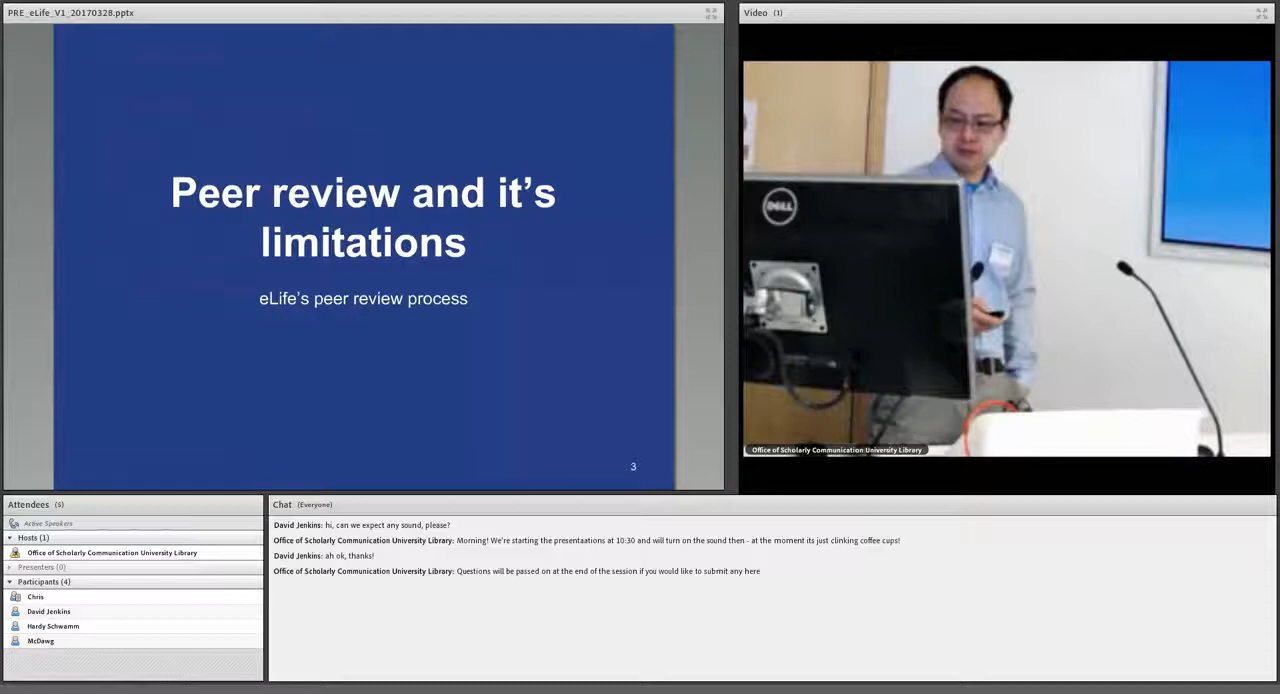 PRE_eLife_V1_20170328.pptx
Peer review and it’s
limitations
eLife’s peer review process
3
Video (1)
DELL
Office of Scholarly Communication University Library
Attendees (5)
Active Speakers
Hosts (1)
Office of Scholarly Communication University Library
Presenters (0)
Participants (4)
Chris
David Jenkins
Hardy Schwamm
McDawg
Chat (Everyone)
David Jenkins: hi, can we expect any sound, please?
Office of Scholarly Communication University Library: Morning! We're starting the presentaations at 10:30 and will turn on the sound then - at the moment its just clinking coffee cups!
David Jenkins: ah ok, thanks!
Office of Scholarly Communication University Library: Questions will be passed on at the end of the session if you would like to submit any here